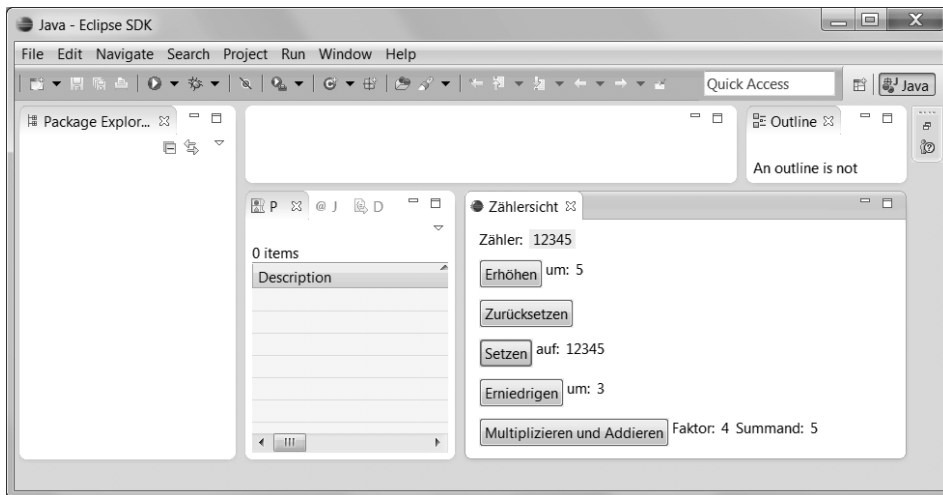 Java - Eclipse SDK
File Edit Navigate Search Project Run Window Help
Quick Access
Java
Package Explor...
Outline
An outline is not
P @ J D
0 items
Description
Zählersicht
Zähler: 12345
Erhöhen um: 5
Zurücksetzen
Setzen auf: 12345
Erniedrigen um: 3
Multiplizieren und Addieren Faktor: 4 Summand: 5